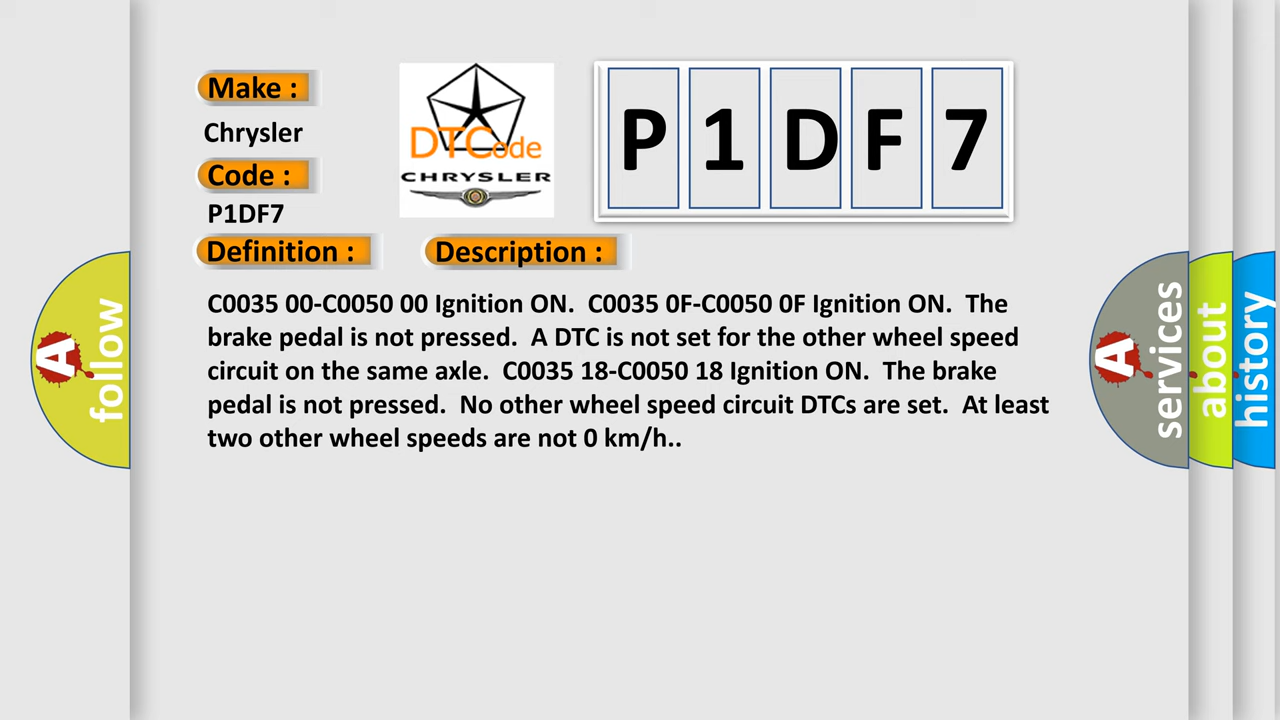 Make :
Chrysler
Code :
P1DF7
Definition :
Description :
DTCode
CHRYSLER
P 1 D F 7
C0035 00-C0050 00 Ignition ON.  C0035 0F-C0050 0F Ignition ON.  The
brake pedal is not pressed.  A DTC is not set for the other wheel speed
circuit on the same axle.  C0035 18-C0050 18 Ignition ON.  The brake
pedal is not pressed.  No other wheel speed circuit DTCs are set.  At least
two other wheel speeds are not 0 km/h..
A
follow
A
services
about
history